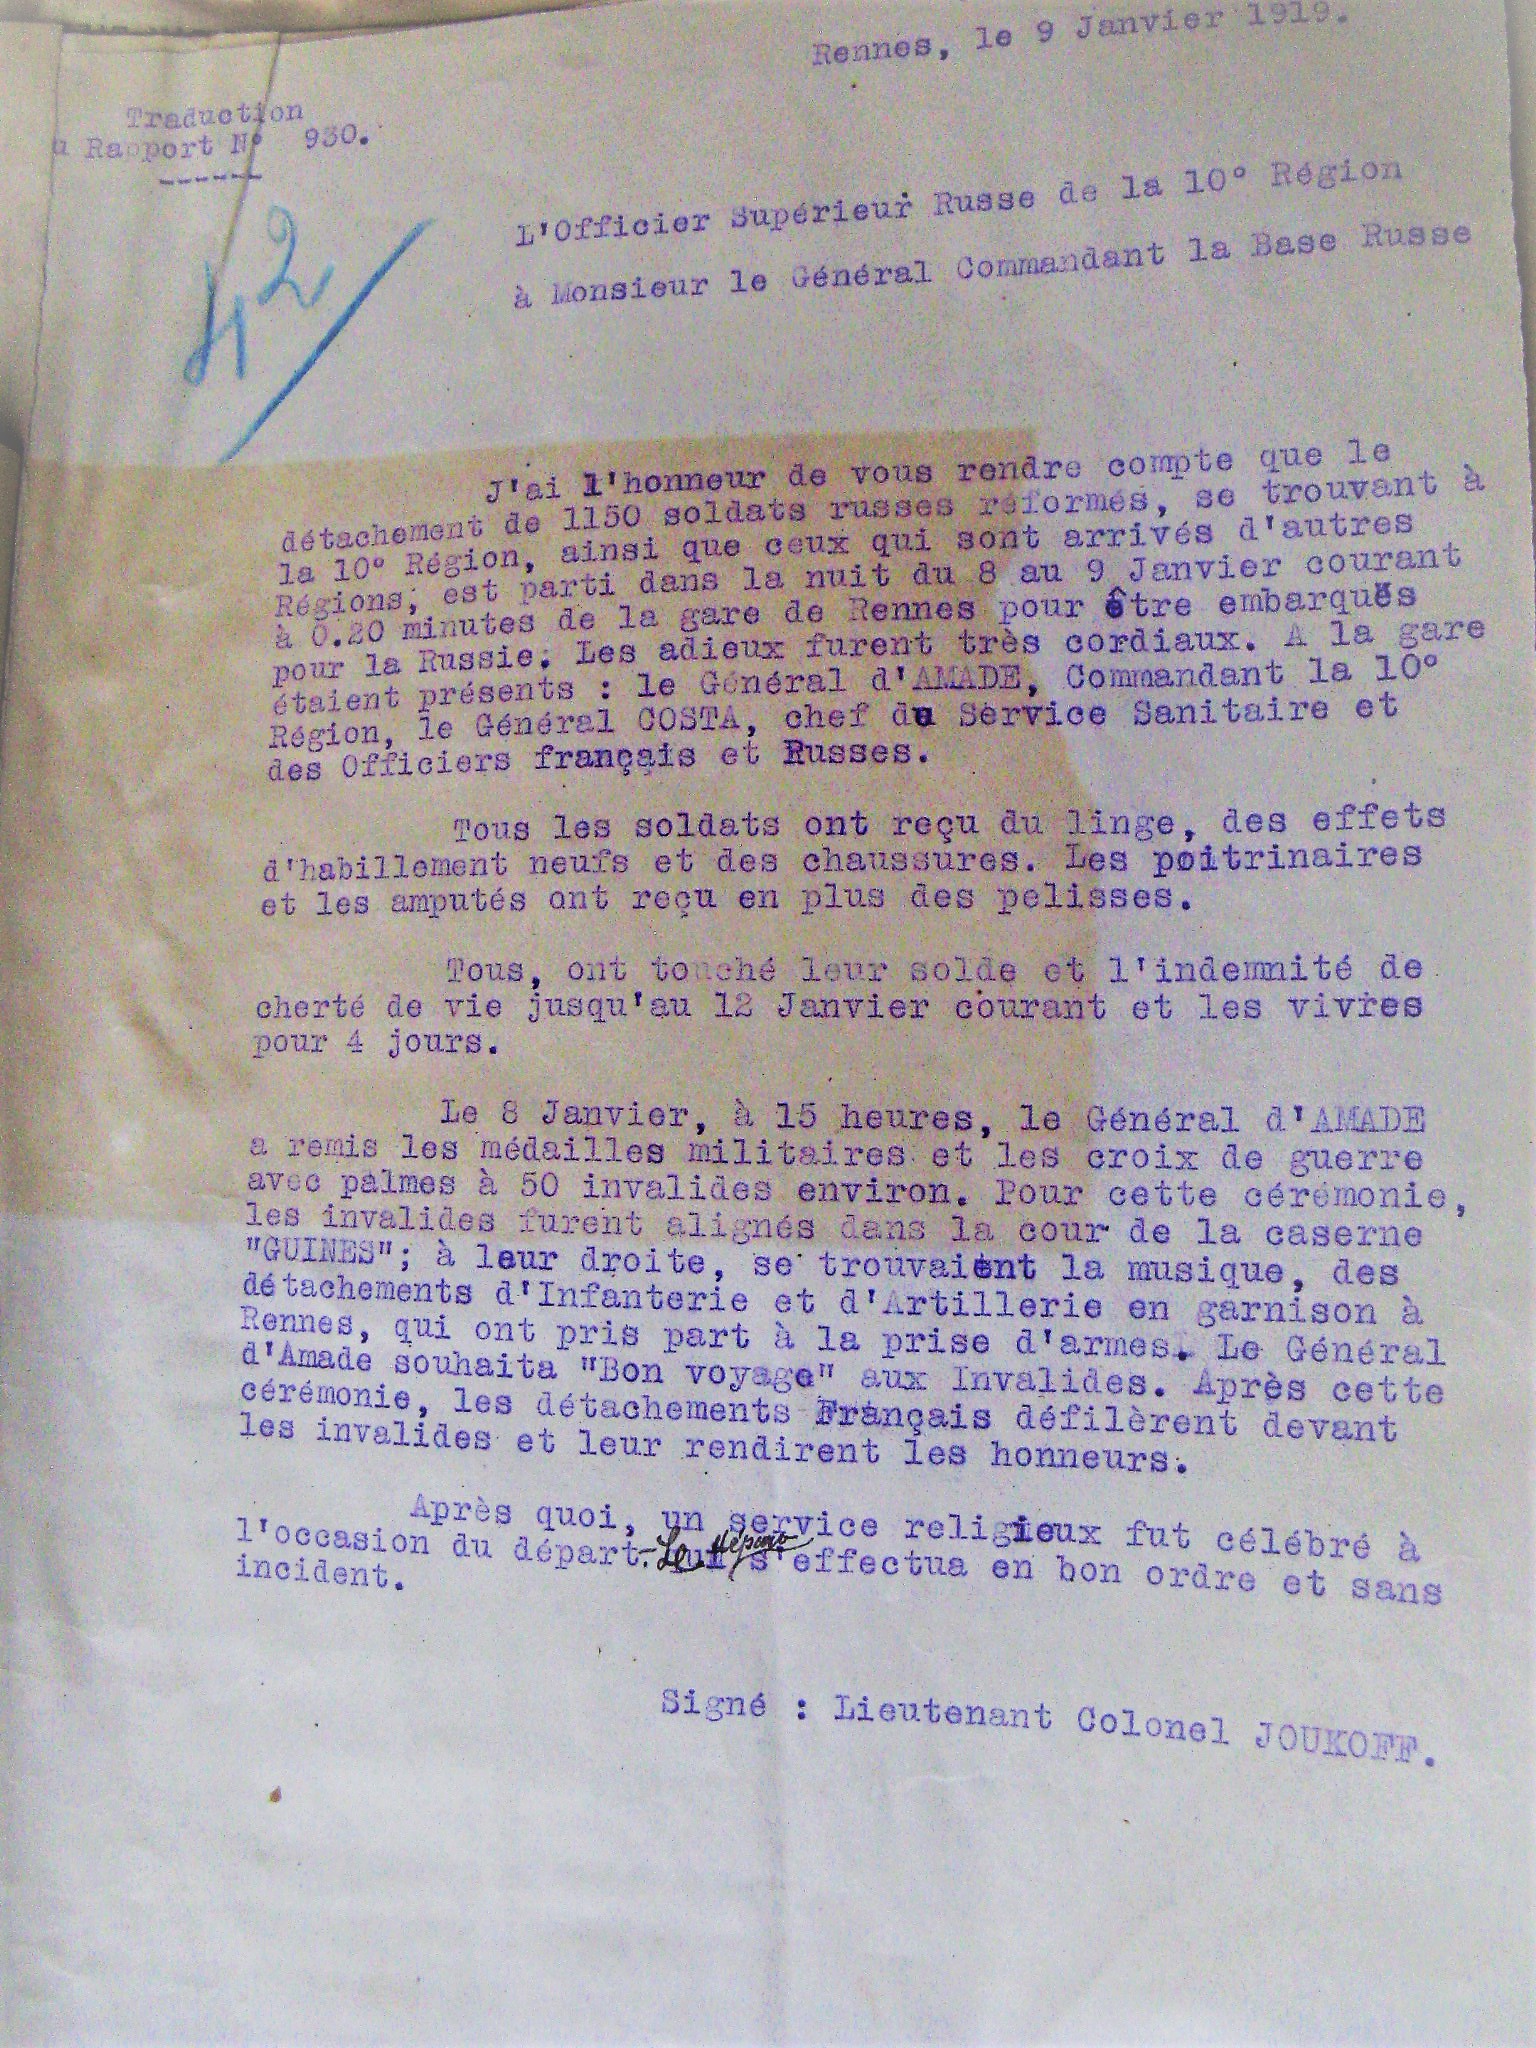 Rennes, le 9 Janvier 1919.
Traduction
u Rapport N° 930.
------
42
L'Officier Supérieur Russe de la 10° Région
à Monsieur le Général Commandant la Base Russe
J'ai l'honneur de vous rendre compte que le
détachement de 1150 soldats russes réformés, se trouvant à
la 10° Région, ainsi que ceux qui sont arrivés d'autres
Régions, est parti dans la nuit du 8 au 9 Janvier courant
à 0.20 minutes de la gare de Rennes pour être embarqués
pour la Russie. Les adieux furent très cordiaux. A la gare
étaient présents : le Général d'AMADE, Commandant la 10°
Région, le Général COSTA, chef du Service Sanitaire et
des Officiers français et Russes.
Tous les soldats ont reçu du linge, des effets
d'habillement neufs et des chaussures. Les poitrinaires
et les amputés ont reçu en plus des pelisses.
Tous, ont touché leur solde et l'indemnité de
cherté de vie jusqu'au 12 Janvier courant et les vivres
pour 4 jours.
Le 8 Janvier, à 15 heures, le Général d'AMADE
a remis les médailles militaires et les croix de guerre
avec palmes à 50 invalides environ. Pour cette cérémonie,
les invalides furent alignés dans la cour de la caserne
"GUINES"; à leur droite, se trouvaient la musique, des
détachements d'Infanterie et d'Artillerie en garnison à
Rennes, qui ont pris part à la prise d'armes. Le Général
d'Amade souhaita "Bon voyage" aux Invalides. Après cette
cérémonie, les détachements Français défilèrent devant
les invalides et leur rendirent les honneurs.
Après quoi, un service religieux fut célébré à
l'occasion du départ. Le départ s'effectua en bon ordre et sans
incident.
Signé : Lieutenant Colonel JOUKOFF.